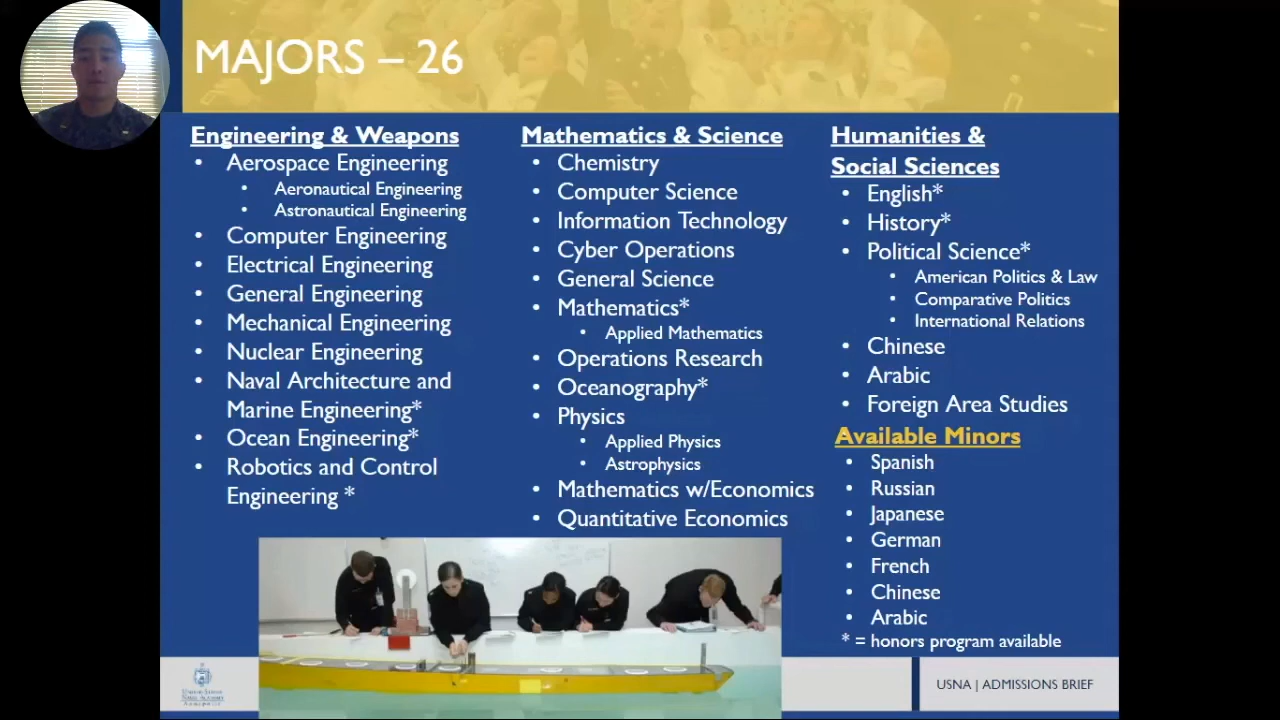 MAJORS – 26
Engineering & Weapons
• Aerospace Engineering
• Aeronautical Engineering
• Astronautical Engineering
• Computer Engineering
• Electrical Engineering
• General Engineering
• Mechanical Engineering
• Nuclear Engineering
• Naval Architecture and
Marine Engineering*
• Ocean Engineering*
• Robotics and Control
Engineering *
Mathematics & Science
• Chemistry
• Computer Science
• Information Technology
• Cyber Operations
• General Science
• Mathematics*
• Applied Mathematics
• Operations Research
• Oceanography*
• Physics
• Applied Physics
• Astrophysics
• Mathematics w/Economics
• Quantitative Economics
Humanities &
Social Sciences
• English*
• History*
• Political Science*
• American Politics & Law
• Comparative Politics
• International Relations
• Chinese
• Arabic
• Foreign Area Studies
Available Minors
• Spanish
• Russian
• Japanese
• German
• French
• Chinese
• Arabic
* = honors program available
United States
Naval Academy
USNA | ADMISSIONS BRIEF